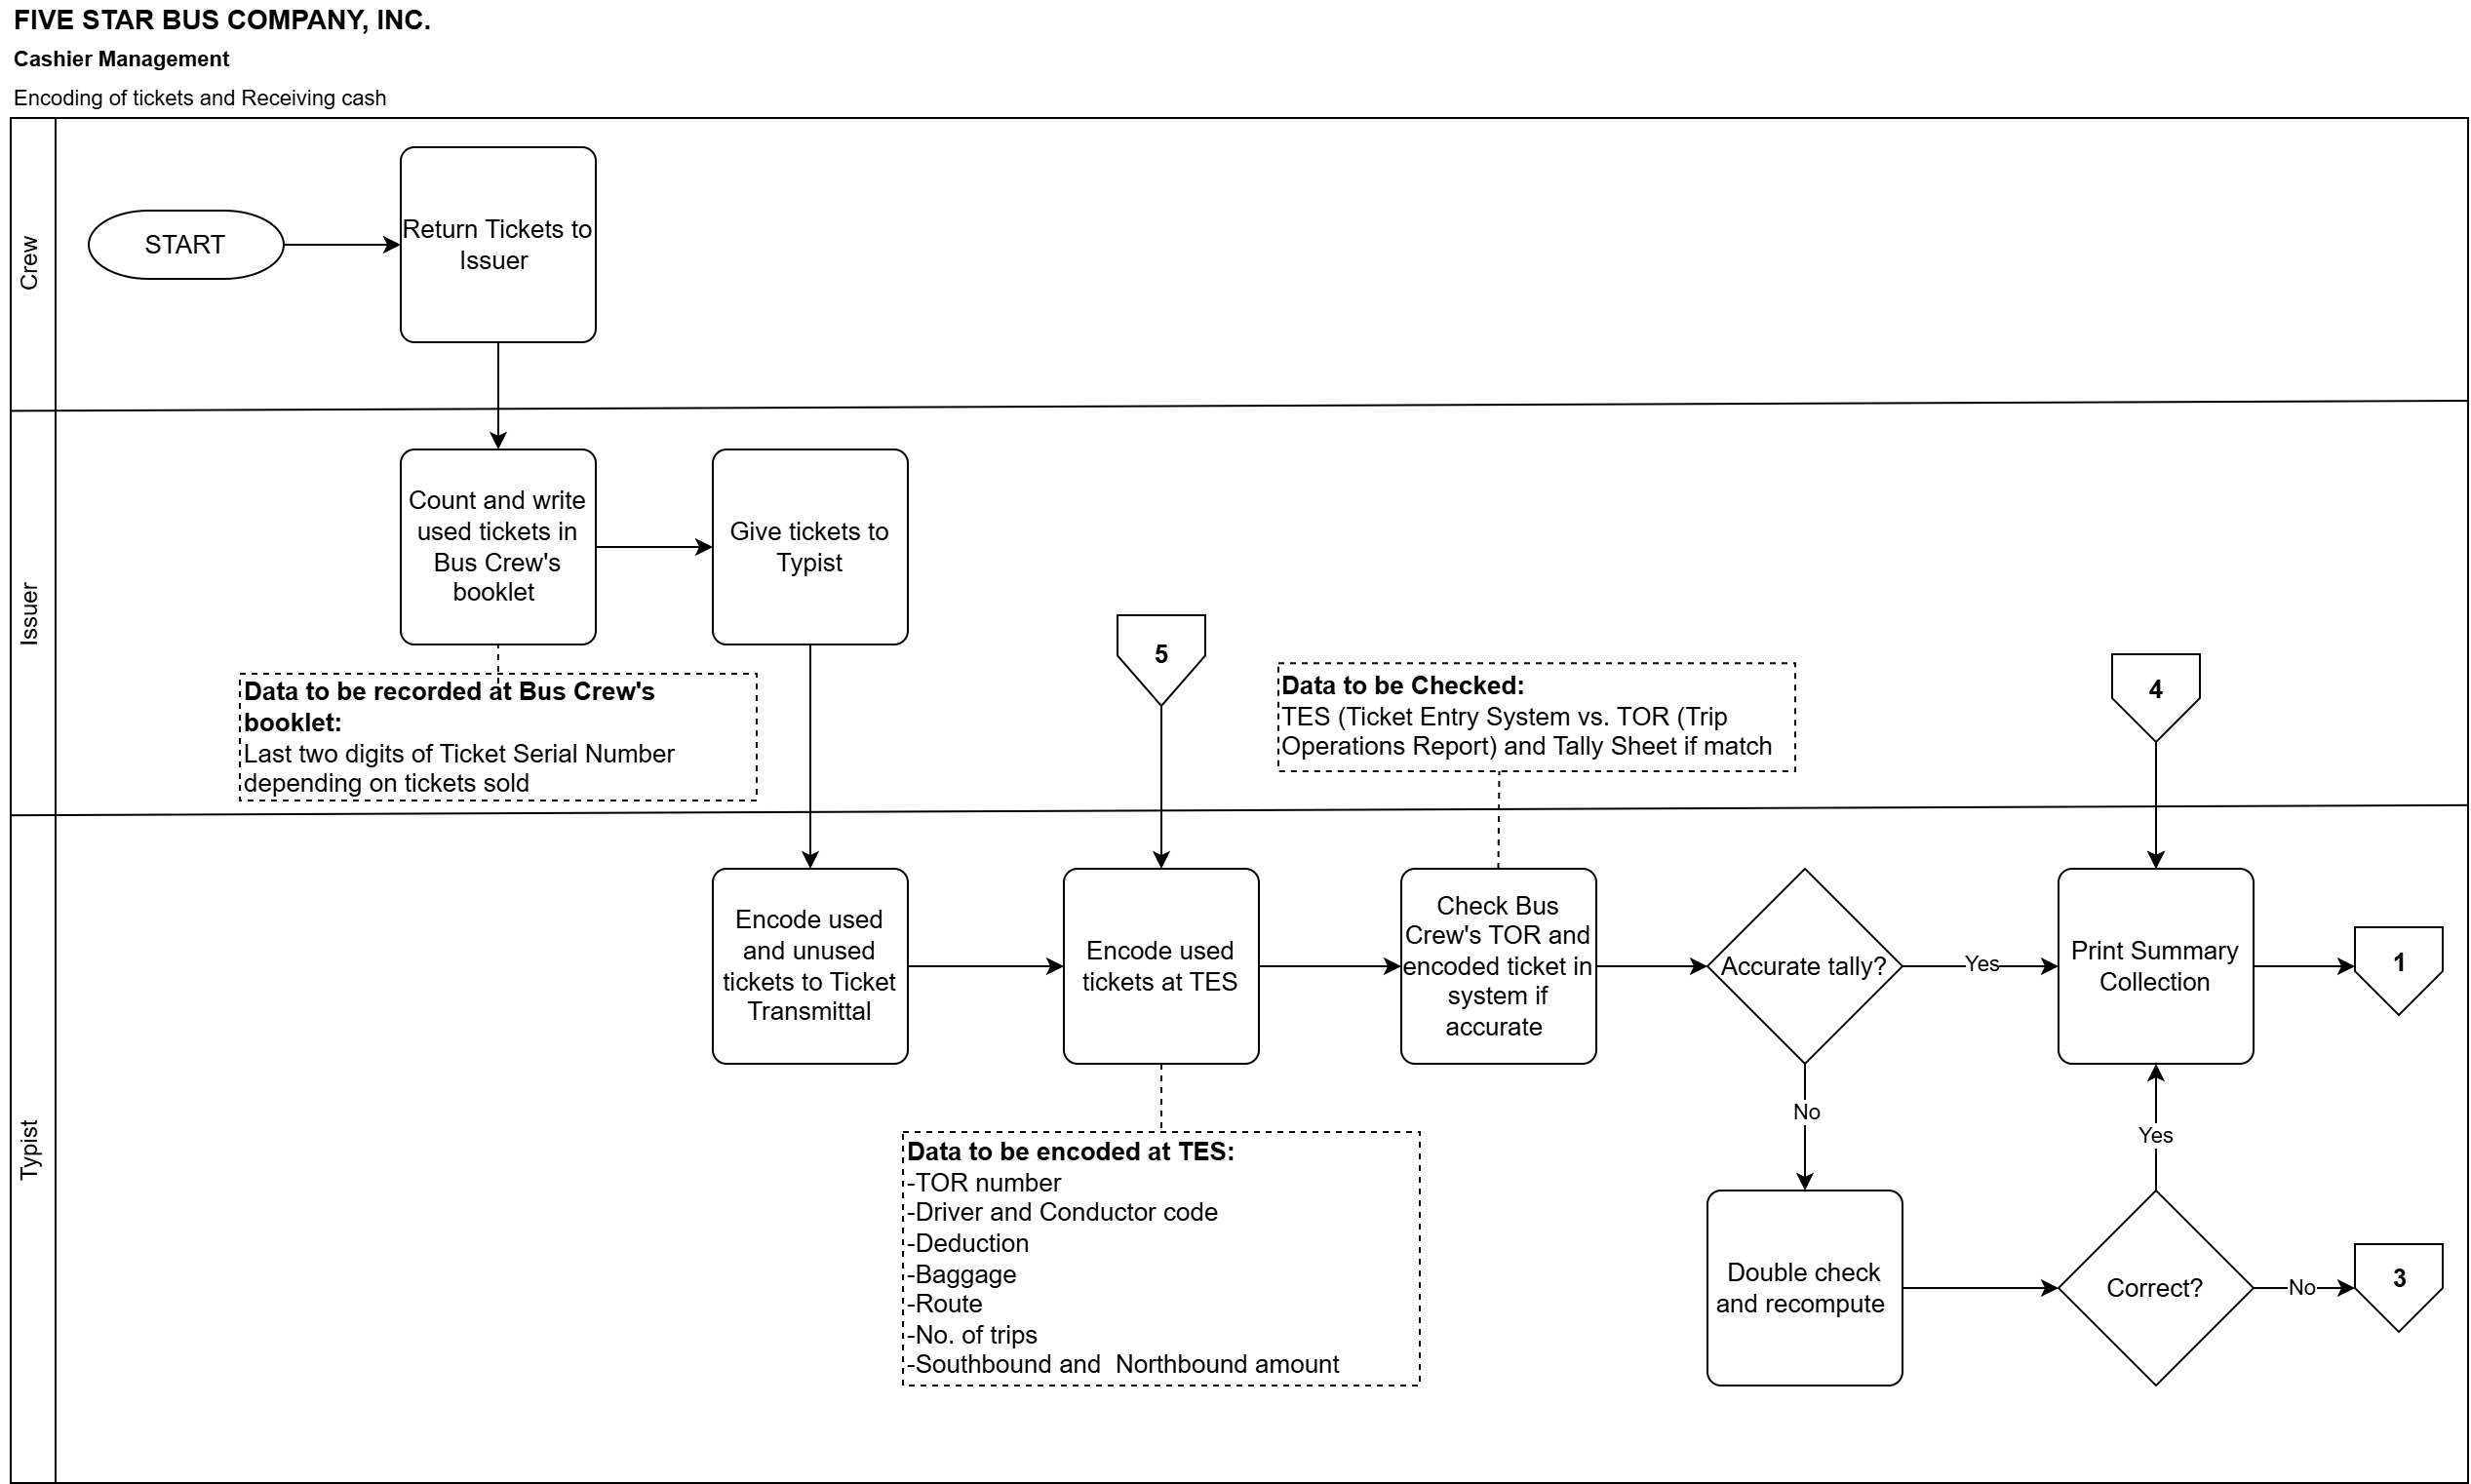 FIVE STAR BUS COMPANY, INC.
Cashier Management
Encoding of tickets and Receiving cash
Crew
START
Return Tickets to
Issuer
Issuer
Count and write
used tickets in
Bus Crew's
booklet
Give tickets to
Typist
Data to be recorded at Bus Crew's
booklet:
Last two digits of Ticket Serial Number
depending on tickets sold
5
Data to be Checked:
TES (Ticket Entry System vs. TOR (Trip
Operations Report) and Tally Sheet if match
4
Typist
Encode used
and unused
tickets to Ticket
Transmittal
Encode used
tickets at TES
Check Bus
Crew's TOR and
encoded ticket in
system if
accurate
Accurate tally?
Yes
Print Summary
Collection
1
No
Yes
Data to be encoded at TES:
-TOR number
-Driver and Conductor code
-Deduction
-Baggage
-Route
-No. of trips
-Southbound and  Northbound amount
Double check
and recompute
Correct?
No
3